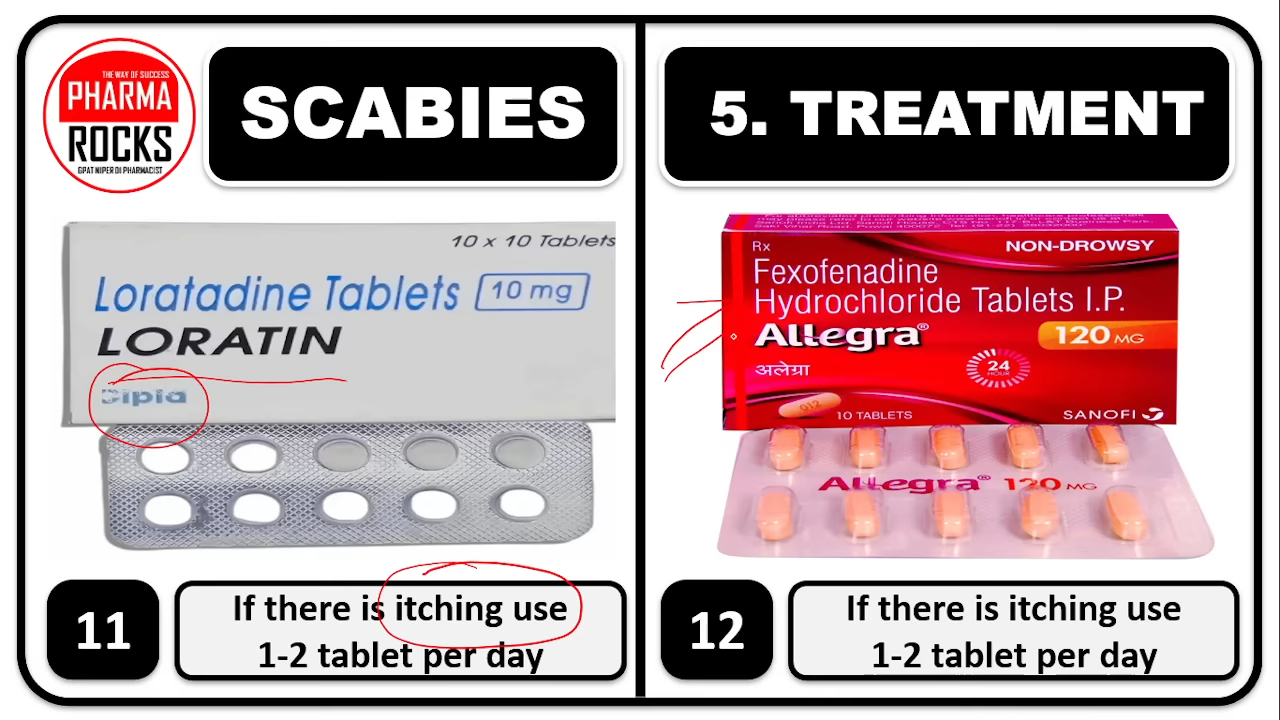 THE WAY OF SUCCESS
PHARMA
ROCKS
GPAT NIPER DI PHARMACIST
SCABIES
10 x 10 Tablets
Loratadine Tablets 10 mg
LORATIN
Cipla
11
If there is itching use
1-2 tablet per day
5. TREATMENT
Rx
NON-DROWSY
Fexofenadine
Hydrochloride Tablets I.P.
Allegra® 120 MG
अलेग्रा
24
HOUR
012
10 TABLETS
SANOFI
Allegra® 120 MG
12
If there is itching use
1-2 tablet per day